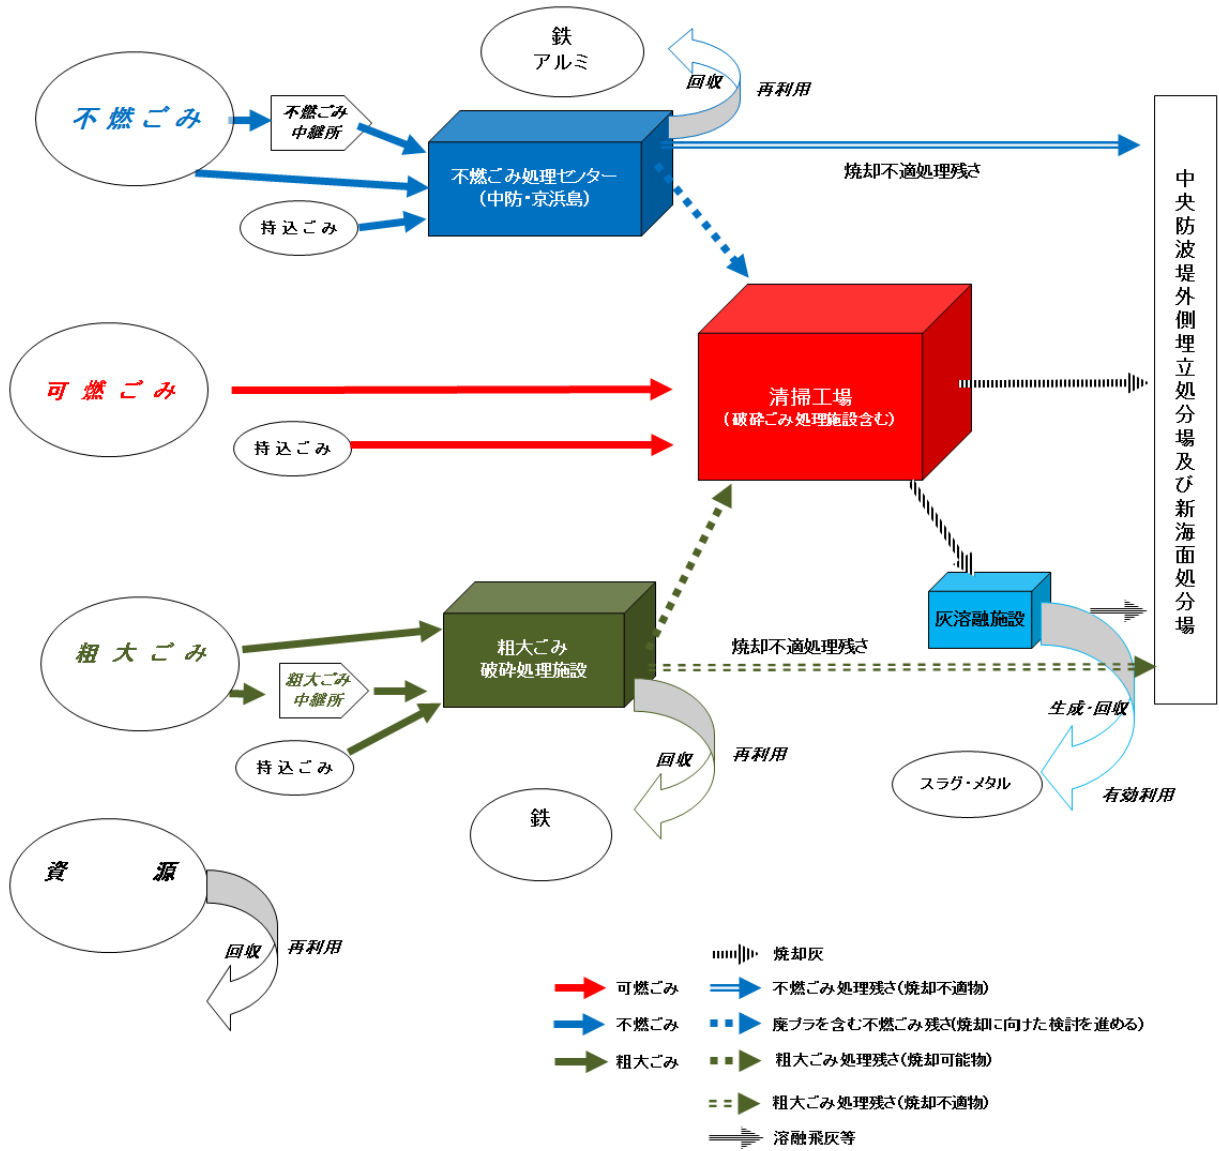 鉄
アルミ
回収
再利用
不燃ごみ
不燃ごみ
中継所
不燃ごみ処理センター
(中防・京浜島)
焼却不適処理残さ
持込ごみ
中央防波堤外側埋立処分場及び新海面処分場
可燃ごみ
清掃工場
(破砕ごみ処理施設含む)
持込ごみ
灰溶融施設
粗大ごみ
粗大ごみ
破砕処理施設
焼却不適処理残さ
粗大ごみ
中継所
生成・回収
持込ごみ
回収
再利用
スラグ・メタル
有効利用
鉄
資源
回収
再利用
焼却灰
可燃ごみ
不燃ごみ処理残さ(焼却不適物)
不燃ごみ
廃プラを含む不燃ごみ残さ(焼却に向けた検討を進める)
粗大ごみ
粗大ごみ処理残さ(焼却可能物)
粗大ごみ処理残さ(焼却不適物)
溶融飛灰等